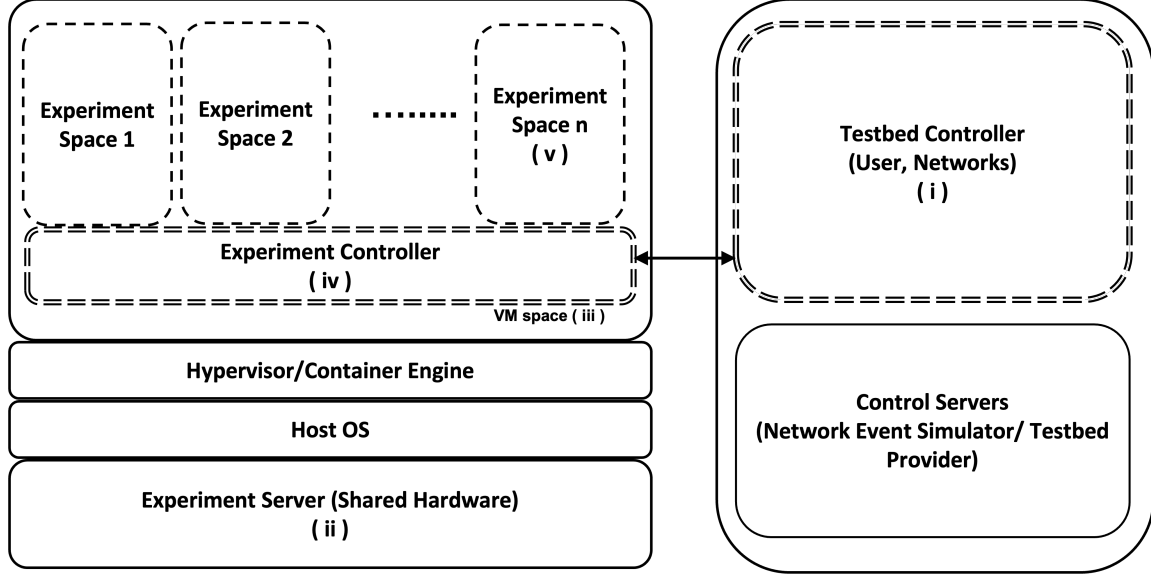 Experiment
Space 1
Experiment
Space 2
Experiment
Space n
( v )
Experiment Controller
( iv )
VM space ( iii )
Hypervisor/Container Engine
Host OS
Experiment Server (Shared Hardware)
( ii )
Testbed Controller
(User, Networks)
( i )
Control Servers
(Network Event Simulator/ Testbed
Provider)